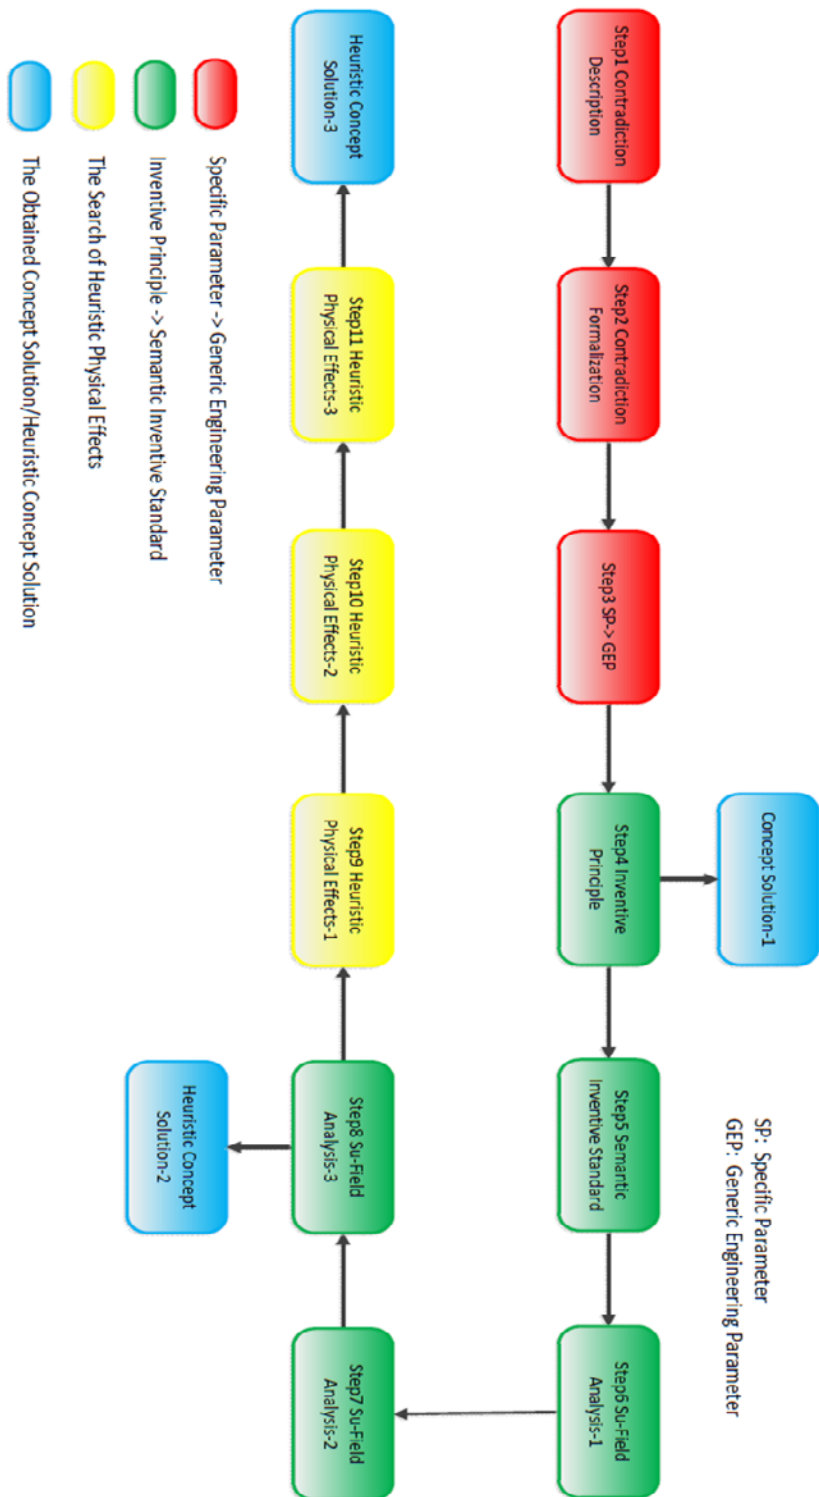 SP: Specific Parameter
GEP: Generic Engineering Parameter
Concept Solution-1
Step1 Contradiction
Description
Step2 Contradiction
Formalization
Step3 SP-> GEP
Step4 Inventive
Principle
Step5 Semantic
Inventive Standard
Step6 Su-Field
Analysis-1
Heuristic Concept
Solution-3
Step11 Heuristic
Physical Effects-3
Step10 Heuristic
Physical Effects-2
Step9 Heuristic
Physical Effects-1
Step8 Su-Field
Analysis-3
Step7 Su-Field
Analysis-2
Heuristic Concept
Solution-2
Specific Parameter -> Generic Engineering Parameter
Inventive Principle -> Semantic Inventive Standard
The Search of Heuristic Physical Effects
The Obtained Concept Solution/Heuristic Concept Solution